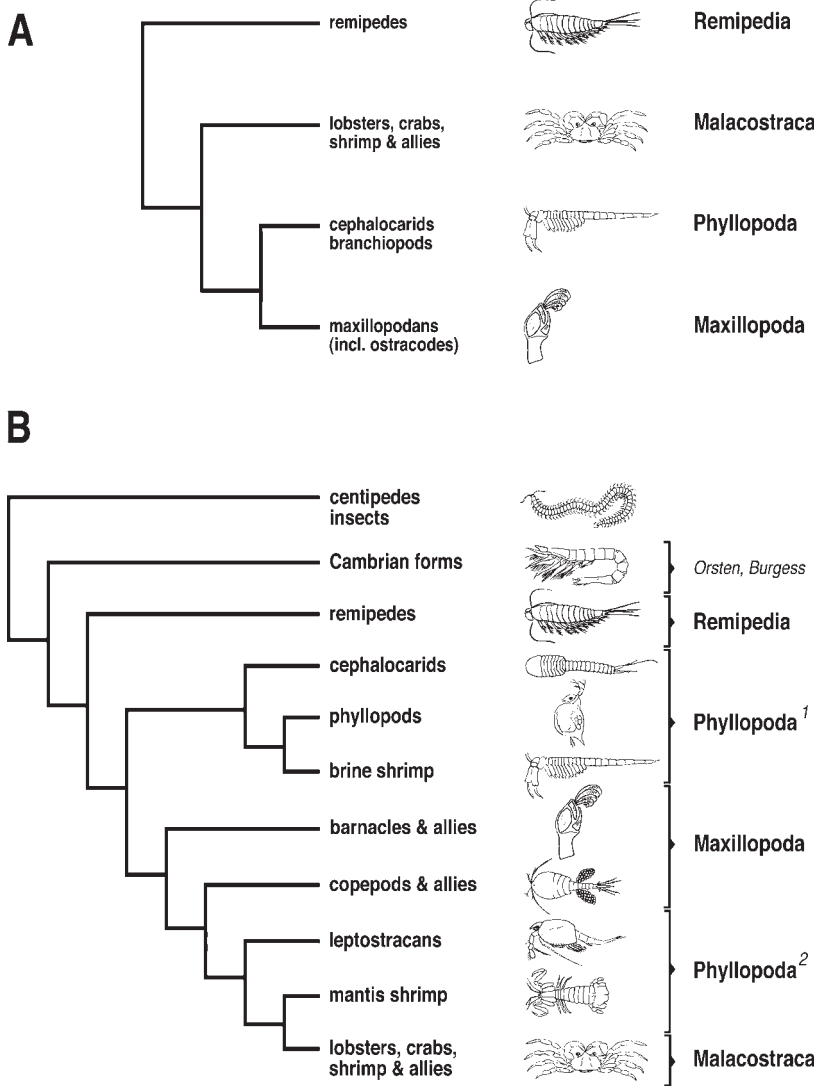 A
remipedes
Remipedia
lobsters, crabs,
shrimp & allies
Malacostraca
cephalocarids
branchiopods
Phyllopoda
maxillopodans
(incl. ostracodes)
Maxillopoda
B
centipedes
insects
Cambrian forms
Orsten, Burgess
remipedes
Remipedia
cephalocarids
phyllopods
Phyllopoda 1
brine shrimp
barnacles & allies
Maxillopoda
copepods & allies
leptostracans
Phyllopoda 2
mantis shrimp
lobsters, crabs,
shrimp & allies
Malacostraca